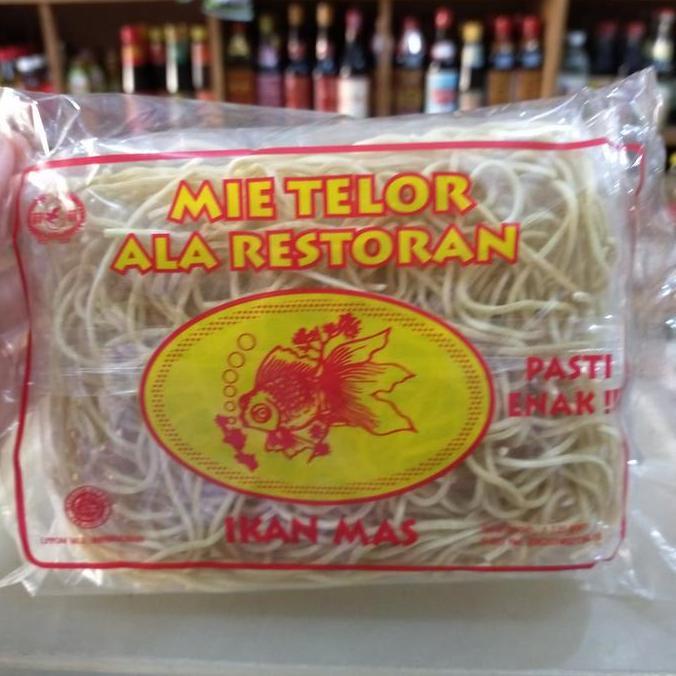 MIE TELOR
ALA RESTORAN
PASTI
ENAK !!
IKAN MAS